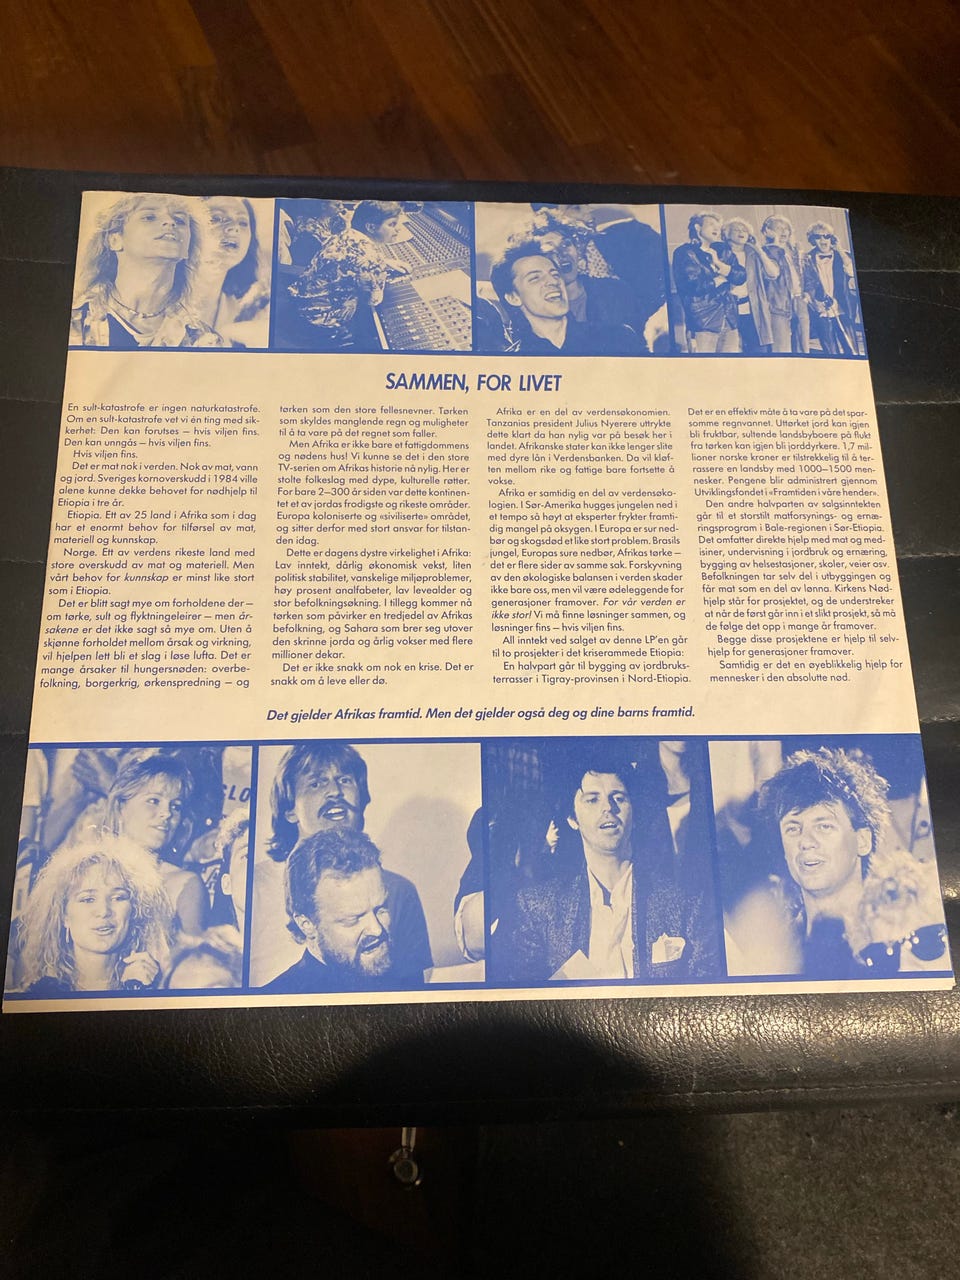 SAMMEN, FOR LIVET
En sult-katastrofe er ingen naturkatastrofe.
Om en sult-katastrofe vet vi én ting med sik-
kerhet: Den kan forutses – hvis viljen fins.
Den kan unngås – hvis viljen fins.
Hvis viljen fins.
Det er mat nok i verden. Nok av mat, vann
og jord. Sveriges kornoverskudd i 1984 ville
alene kunne dekke behovet for nødhjelp til
Etiopia i tre år.
Etiopia. Ett av 25 land i Afrika som i dag
har et enormt behov for tilførsel av mat,
materiell og kunnskap.
Norge. Ett av verdens rikeste land med
store overskudd av mat og materiell. Men
vårt behov for kunnskap er minst like stort
som i Etiopia.
Det er blitt sagt mye om forholdene der –
om tørke, sult og flyktningeleirer – men år-
sakene er det ikke sagt så mye om. Uten å
skjønne forholdet mellom årsak og virkning,
vil hjelpen lett bli et slag i løse lufta. Det er
mange årsaker til hungersnøden: overbe-
folkning, borgerkrig, ørkenspredning – og
tørken som den store fellesnevner. Tørken
som skyldes manglende regn og muligheter
til å ta vare på det regnet som faller.
Men Afrika er ikke bare et fattigdommens
og nødens hus! Vi kunne se det i den store
TV-serien om Afrikas historie nå nylig. Her er
stolte folkeslag med dype, kulturelle røtter.
For bare 2–300 år siden var dette kontinen-
tet et av jordas frodigste og rikeste områder.
Europa koloniserte og «siviliserte» området,
og sitter derfor med stort ansvar for tilstan-
den idag.
Dette er dagens dystre virkelighet i Afrika:
Lav inntekt, dårlig økonomisk vekst, liten
politisk stabilitet, vanskelige miljøproblemer,
høy prosent analfabeter, lav levealder og
stor befolkningsøkning. I tillegg kommer nå
tørken som påvirker en tredjedel av Afrikas
befolkning, og Sahara som brer seg utover
den skrinne jorda og årlig vokser med flere
millioner dekar.
Det er ikke snakk om nok en krise. Det er
snakk om å leve eller dø.
Afrika er en del av verdensøkonomien.
Tanzanias president Julius Nyerere uttrykte
dette klart da han nylig var på besøk her i
landet. Afrikanske stater kan ikke lenger slite
med dyre lån i Verdensbanken. Da vil kløf-
ten mellom rike og fattige bare fortsette å
vokse.
Afrika er samtidig en del av verdensøko-
logien. I Sør-Amerika hugges jungelen ned i
et tempo så høyt at eksperter frykter framti-
dig mangel på oksygen. I Europa er sur ned-
bør og skogsdød et like stort problem. Brasils
jungel, Europas sure nedbør, Afrikas tørke –
det er flere sider av samme sak. Forskyvning
av den økologiske balansen i verden skader
ikke bare oss, men vil være ødeleggende for
generasjoner framover. For vår verden er
ikke stor! Vi må finne løsninger sammen, og
løsninger fins – hvis viljen fins.
All inntekt ved salget av denne LP'en går
til to prosjekter i det kriserammede Etiopia:
En halvpart går til bygging av jordbruks-
terrasser i Tigray-provinsen i Nord-Etiopia.
Det er en effektiv måte å ta vare på det spar-
somme regnvannet. Uttørket jord kan igjen
bli fruktbar, sultende landsbyboere på flukt
fra tørken kan igjen bli jorddyrkere. 1,7 mil-
lioner norske kroner er tilstrekkelig til å ter-
rassere en landsby med 1000–1500 men-
nesker. Pengene blir administrert gjennom
Utviklingsfondet i «Framtiden i våre hender».
Den andre halvparten av salgsinntekten
går til et storstilt matforsynings- og ernæ-
ringsprogram i Bale-regionen i Sør-Etiopia.
Det omfatter direkte hjelp med mat og med-
isiner, undervisning i jordbruk og ernæring,
bygging av helsestasjoner, skoler, veier osv.
Befolkningen tar selv del i utbyggingen og
får mat som en del av lønna. Kirkens Nød-
hjelp står for prosjektet, og de understreker
at når de først går inn i et slikt prosjekt, så må
de følge det opp i mange år framover.
Begge disse prosjektene er hjelp til selv-
hjelp for generasjoner framover.
Samtidig er det en øyeblikkelig hjelp for
mennesker i den absolutte nød.
Det gjelder Afrikas framtid. Men det gjelder også deg og dine barns framtid.